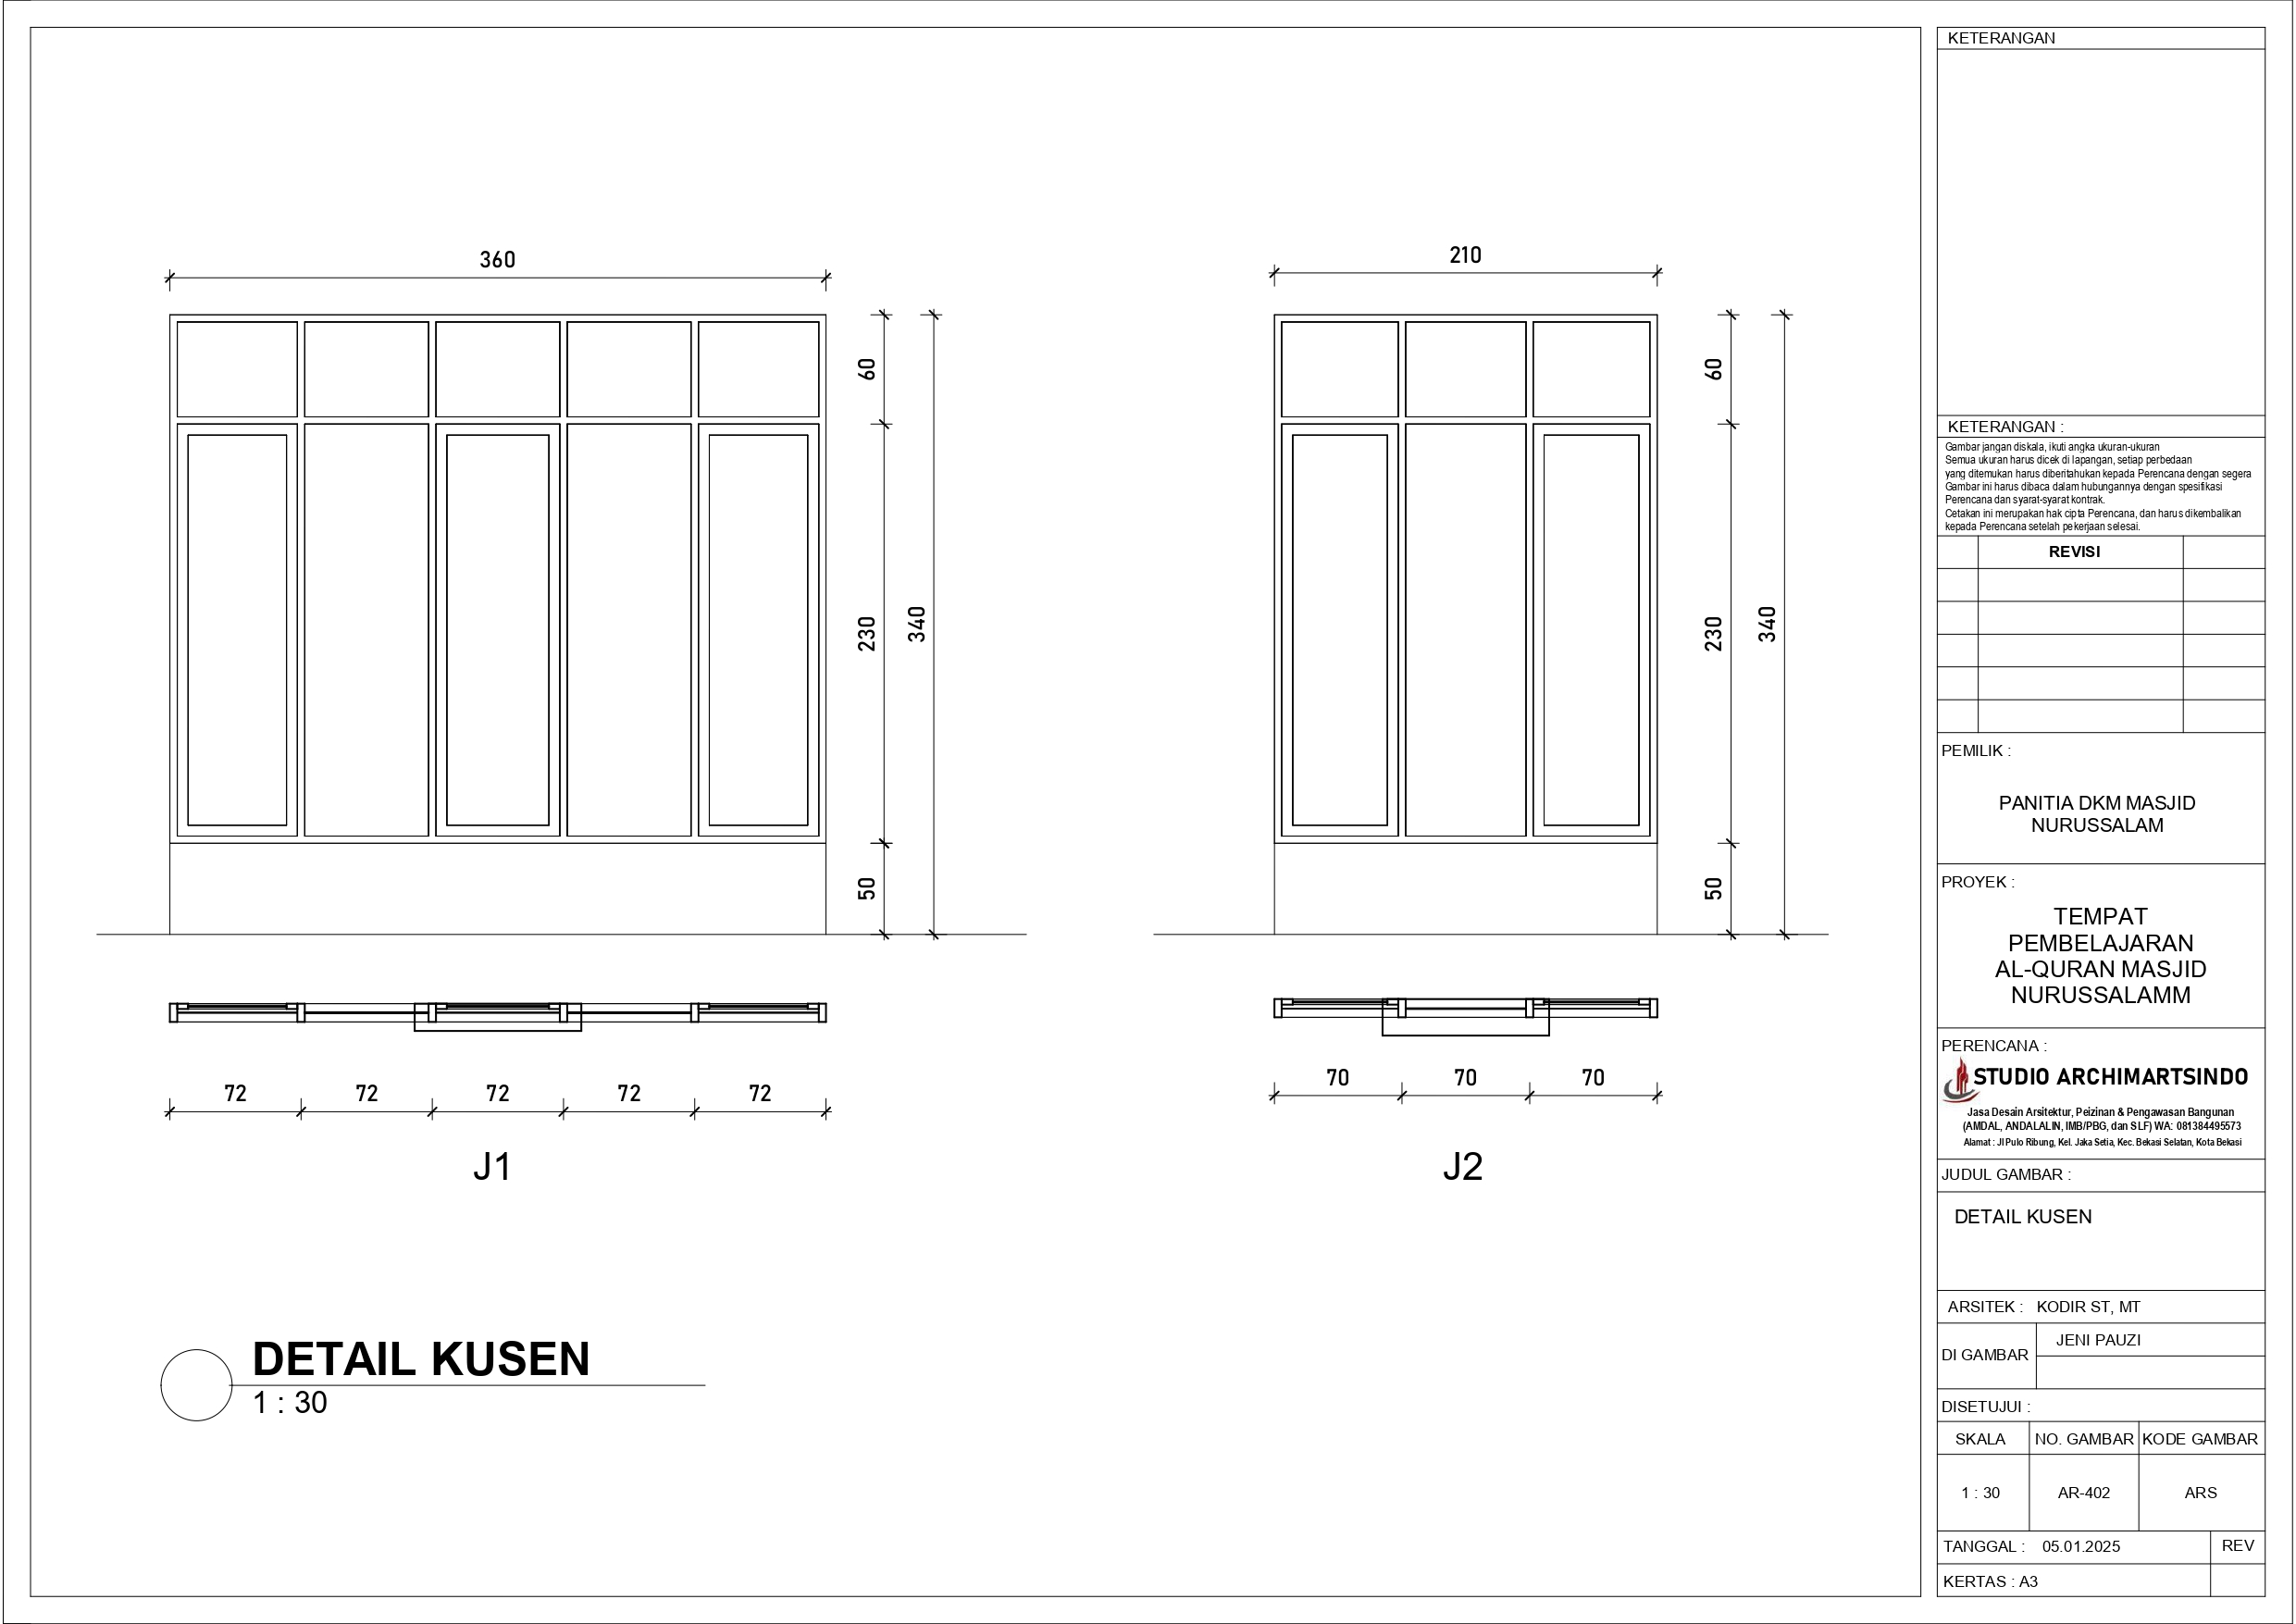 360
60
230
340
50
72 72 72 72 72
J1
210
60
230
340
50
70 70 70
J2
DETAIL KUSEN
1 : 30
KETERANGAN
KETERANGAN :
Gambar jangan diskala, ikuti angka ukuran-ukuran
Semua ukuran harus dicek di lapangan, setiap perbedaan
yang ditemukan harus diberitahukan kepada Perencana dengan segera
Gambar ini harus dibaca dalam hubungannya dengan spesifikasi
Perencana dan syarat-syarat kontrak.
Cetakan ini merupakan hak cipta Perencana, dan harus dikembalikan
kepada Perencana setelah pekerjaan selesai.
REVISI
PEMILIK :
PANITIA DKM MASJID
NURUSSALAM
PROYEK :
TEMPAT
PEMBELAJARAN
AL-QURAN MASJID
NURUSSALAMM
PERENCANA :
STUDIO ARCHIMARTSINDO
Jasa Desain Arsitektur, Peizinan & Pengawasan Bangunan
(AMDAL, ANDALALIN, IMB/PBG, dan SLF) WA: 081384495573
Alamat : Jl Pulo Ribung, Kel. Jaka Setia, Kec. Bekasi Selatan, Kota Bekasi
JUDUL GAMBAR :
DETAIL KUSEN
ARSITEK : KODIR ST, MT
DI GAMBAR JENI PAUZI
DISETUJUI :
SKALA NO. GAMBAR KODE GAMBAR
1 : 30 AR-402 ARS
TANGGAL : 05.01.2025 REV
KERTAS : A3